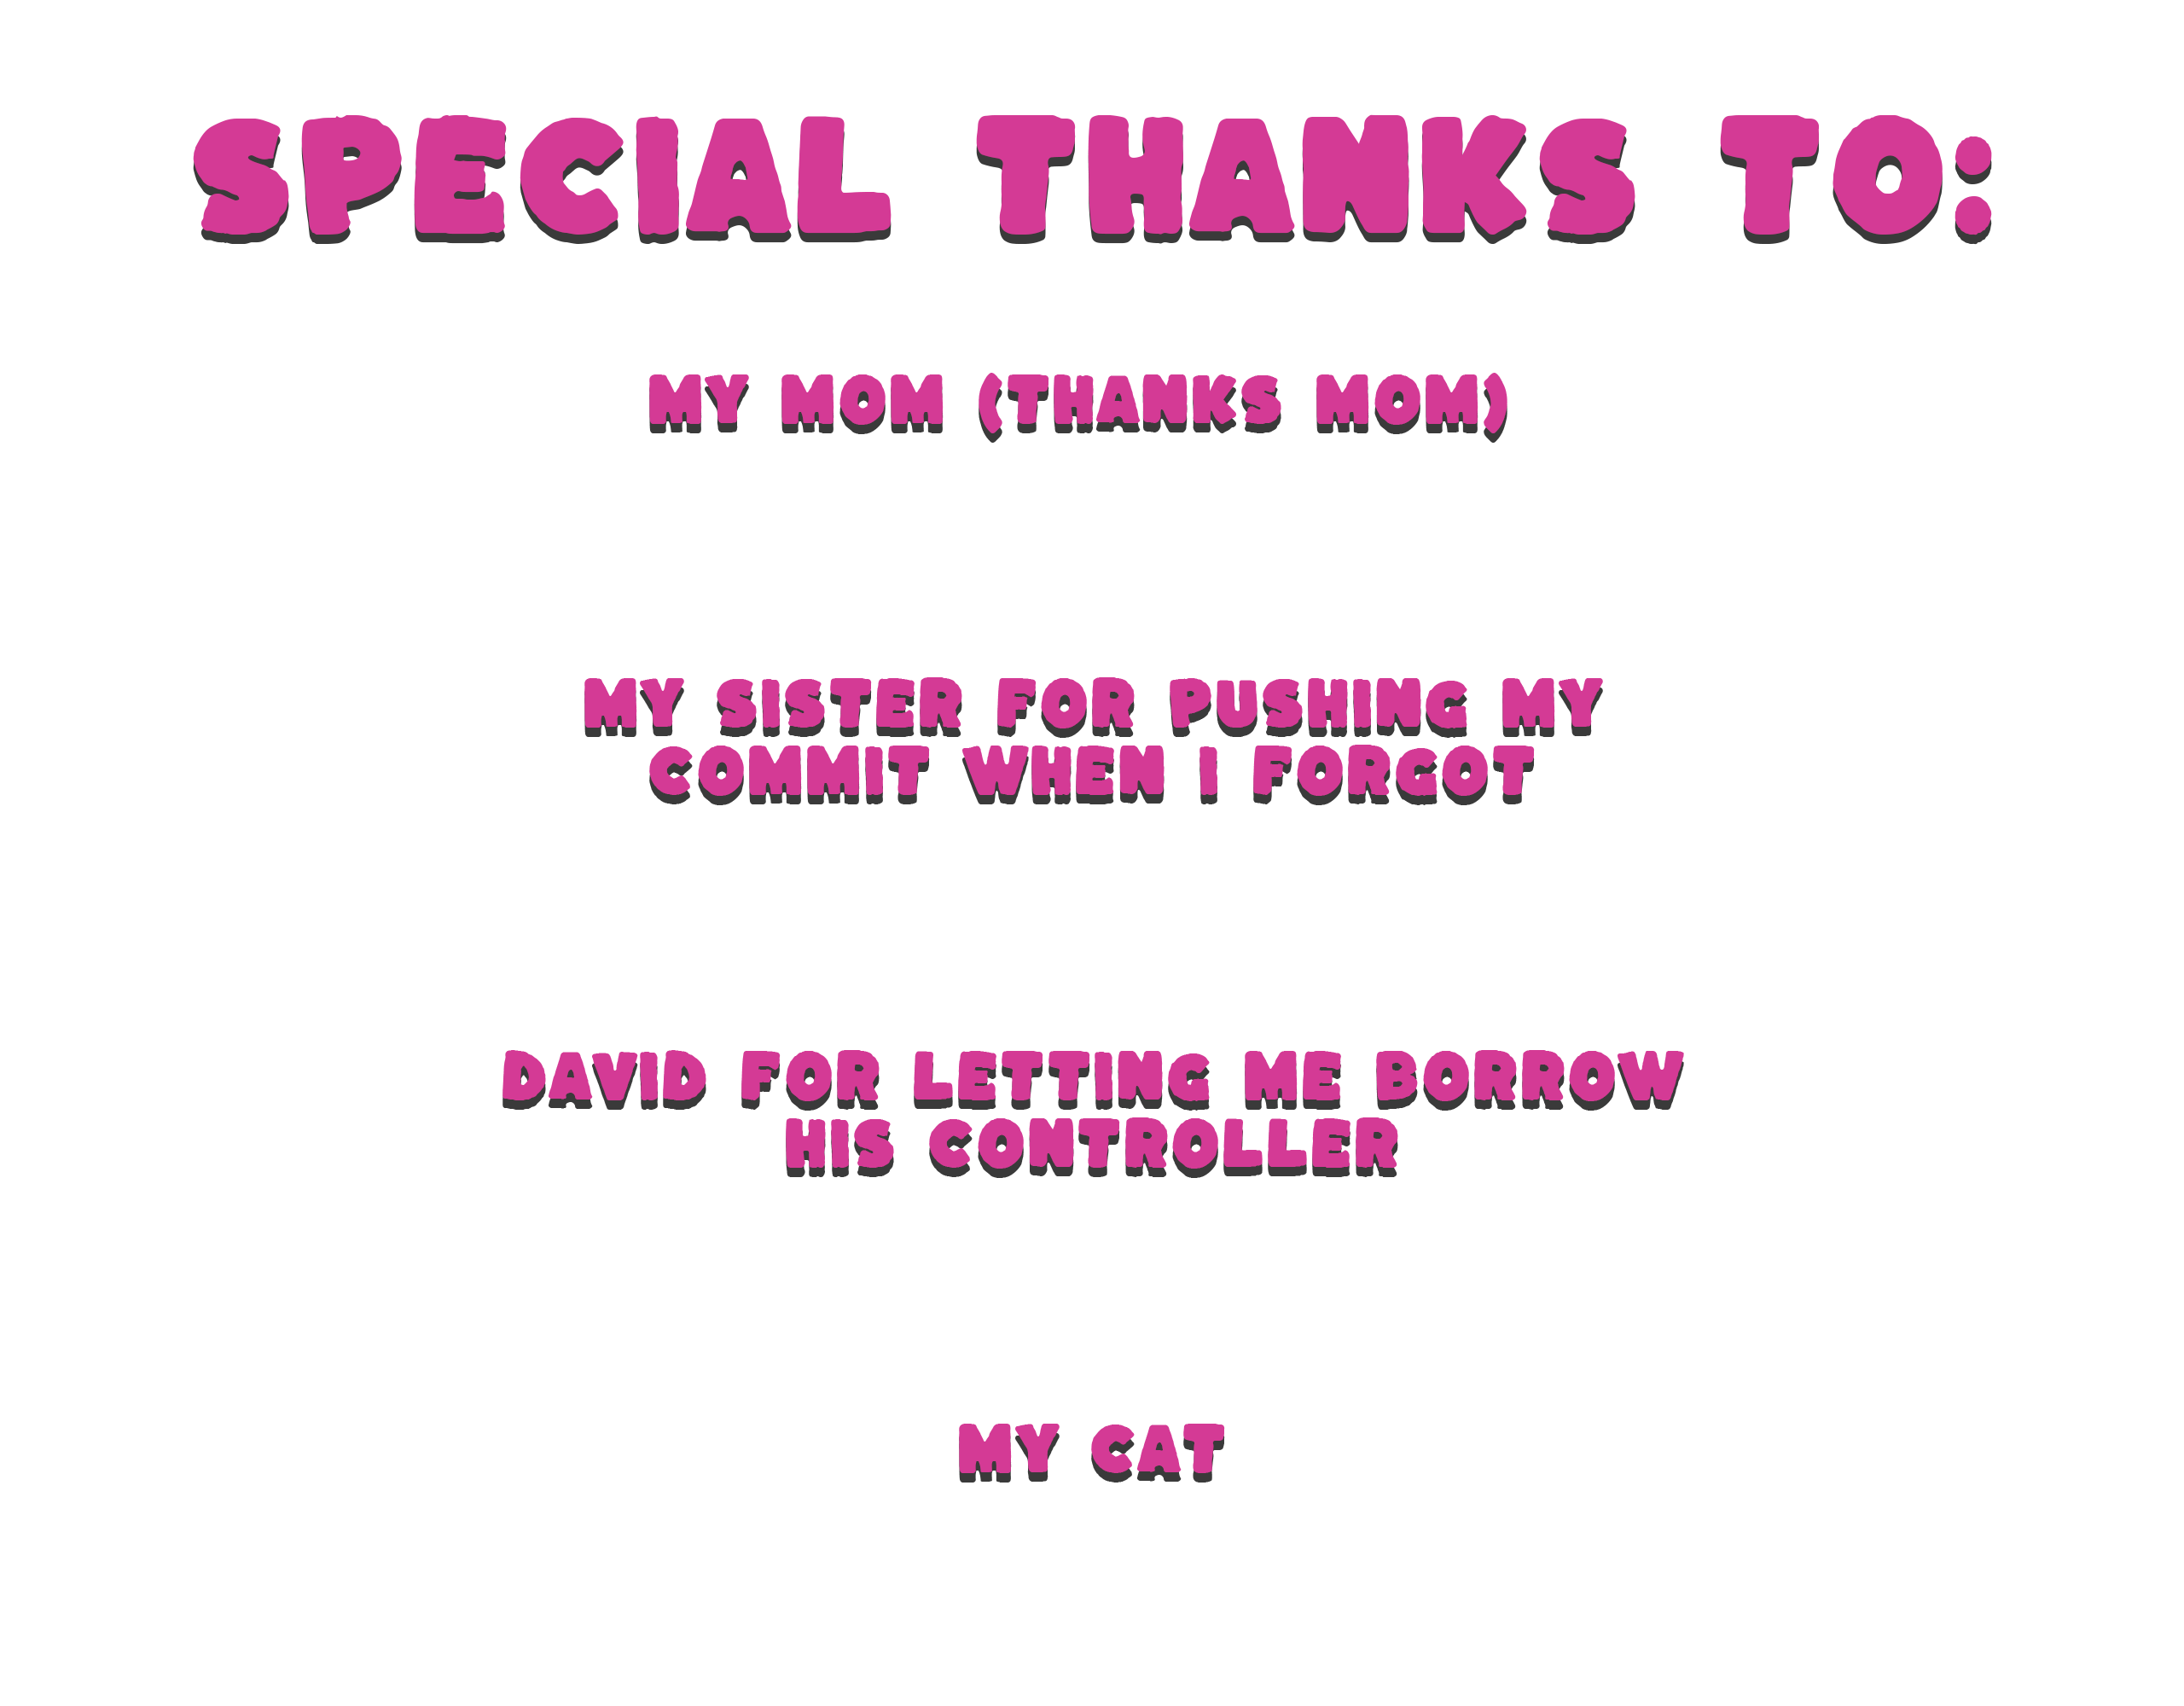 SPECIAL THANKS TO:
MY MOM (THANKS MOM)
MY SISTER FOR PUSHING MY
COMMIT WHEN I FORGOT
DAVID FOR LETTING ME BORROW
HIS CONTROLLER
MY CAT